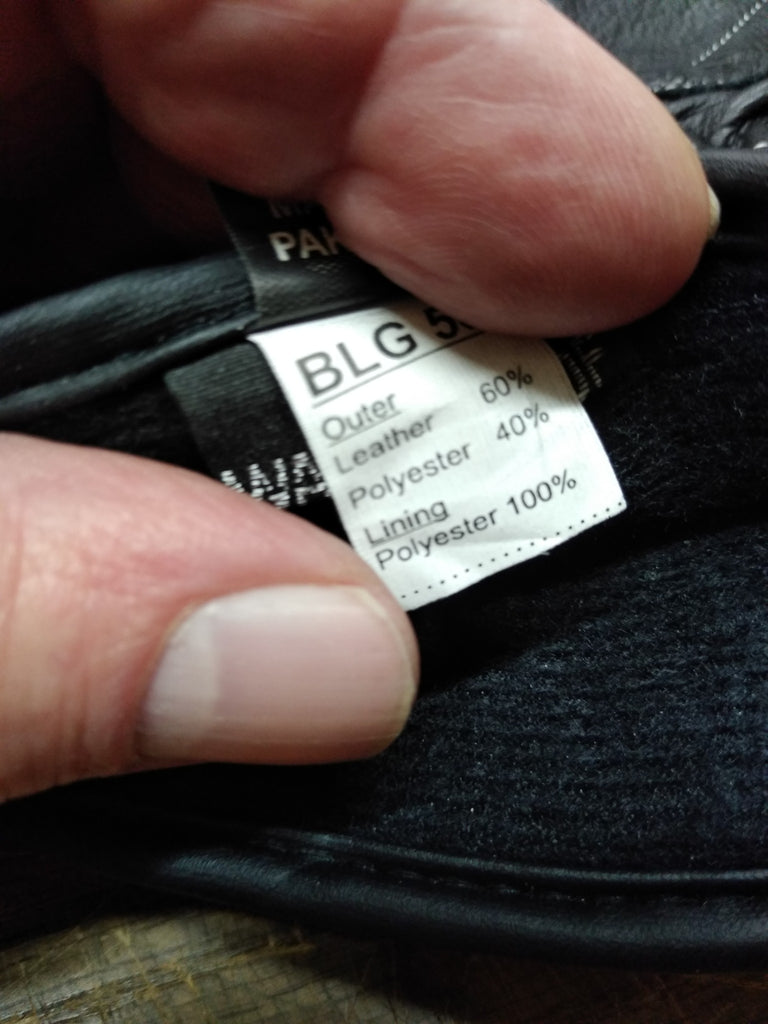 BLG
Outer
Leather 60%
Polyester 40%
Lining
Polyester 100%